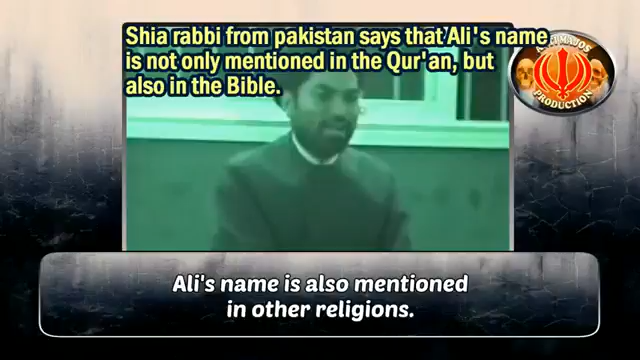 Shia rabbi from pakistan says that Ali's name
is not only mentioned in the Qur'an, but
also in the Bible.
PRODUCTION
Ali's name is also mentioned
in other religions.